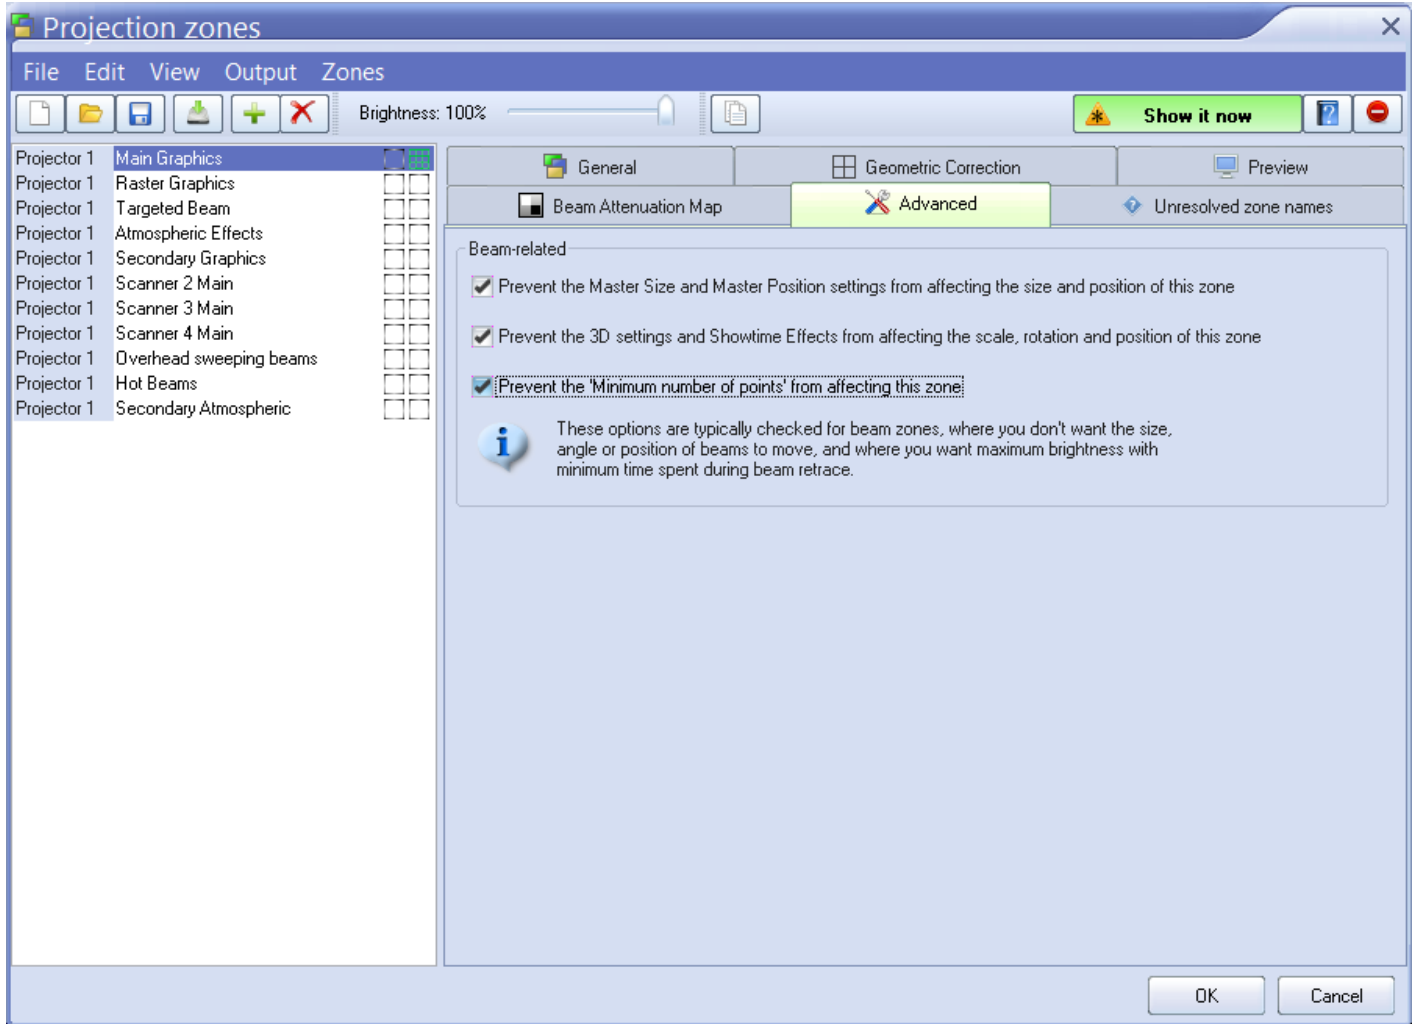 Projection zones
File Edit View Output Zones
Brightness: 100%
Show it now
Projector 1 Main Graphics
Projector 1 Raster Graphics
Projector 1 Targeted Beam
Projector 1 Atmospheric Effects
Projector 1 Secondary Graphics
Projector 1 Scanner 2 Main
Projector 1 Scanner 3 Main
Projector 1 Scanner 4 Main
Projector 1 Overhead sweeping beams
Projector 1 Hot Beams
Projector 1 Secondary Atmospheric
General Geometric Correction Preview
Beam Attenuation Map Advanced Unresolved zone names
Beam-related
Prevent the Master Size and Master Position settings from affecting the size and position of this zone
Prevent the 3D settings and Showtime Effects from affecting the scale, rotation and position of this zone
Prevent the 'Minimum number of points' from affecting this zone
These options are typically checked for beam zones, where you don't want the size,
angle or position of beams to move, and where you want maximum brightness with
minimum time spent during beam retrace.
OK Cancel